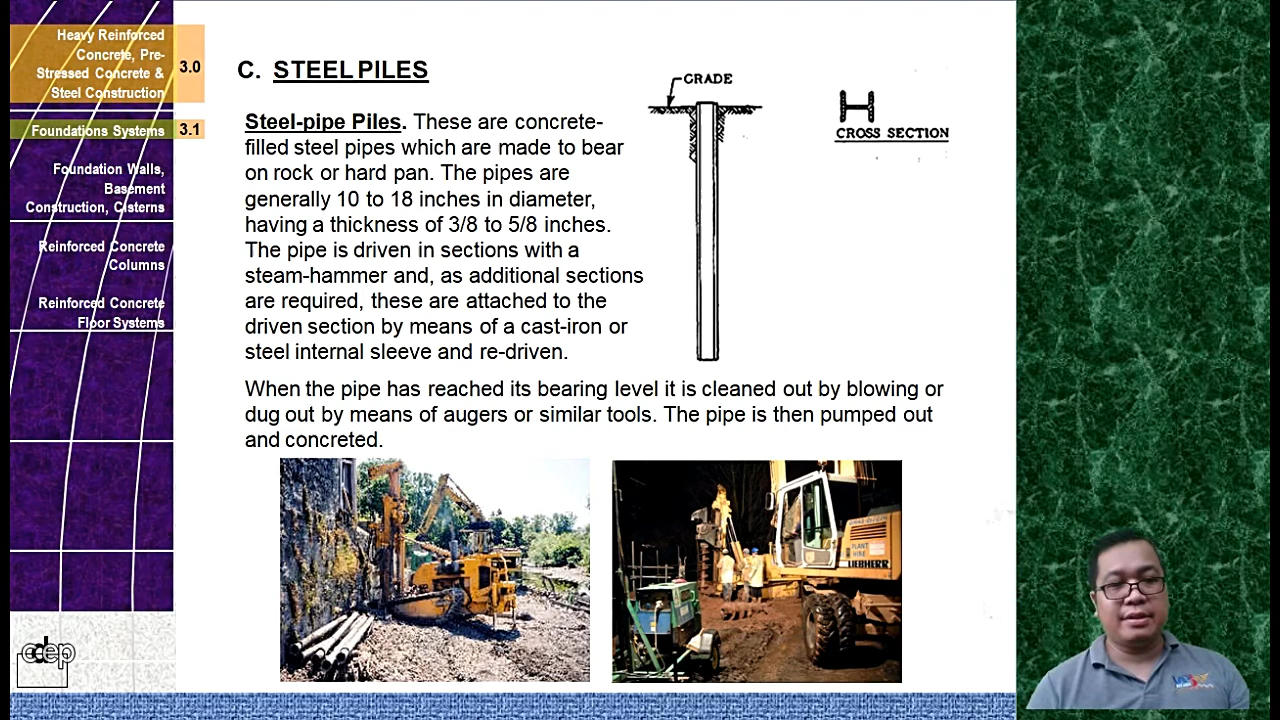 Heavy Reinforced
Concrete, Pre-
Stressed Concrete &
Steel Construction
3.0
Foundations Systems
3.1
Foundation Walls,
Basement
Construction, Cisterns
Reinforced Concrete
Columns
Reinforced Concrete
Floor Systems
C. STEEL PILES
Steel-pipe Piles. These are concrete-
filled steel pipes which are made to bear
on rock or hard pan. The pipes are
generally 10 to 18 inches in diameter,
having a thickness of 3/8 to 5/8 inches.
The pipe is driven in sections with a
steam-hammer and, as additional sections
are required, these are attached to the
driven section by means of a cast-iron or
steel internal sleeve and re-driven.
GRADE
CROSS SECTION
When the pipe has reached its bearing level it is cleaned out by blowing or
dug out by means of augers or similar tools. The pipe is then pumped out
and concreted.
PLANT
HIRE
LIEBHERR